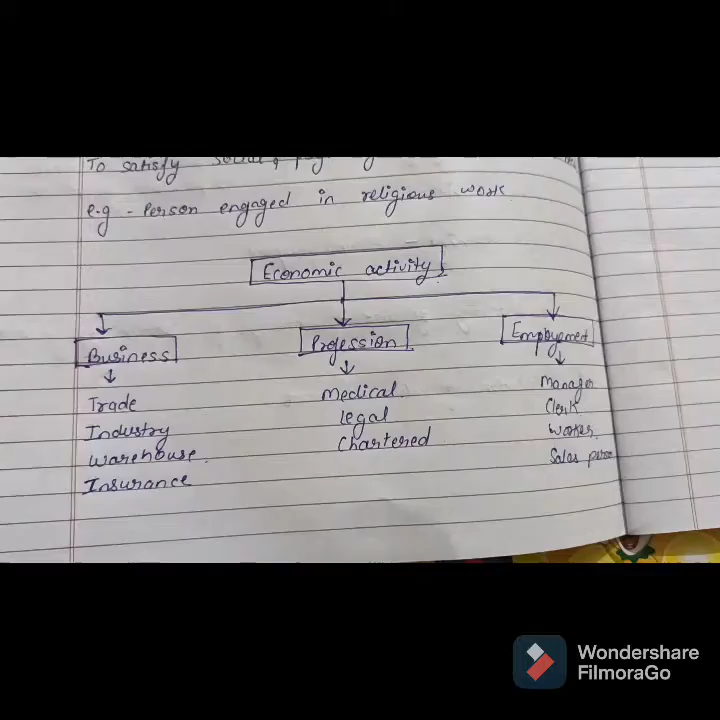 To satisfy
e.g - Person engaged in religious work
Economic activity
Business
Profession
Employment
Trade
Industry
Warehouse.
Insurance
Medical
legal
Chartered
Manager
Clerk
Worker
Sales person
Wondershare
FilmoraGo